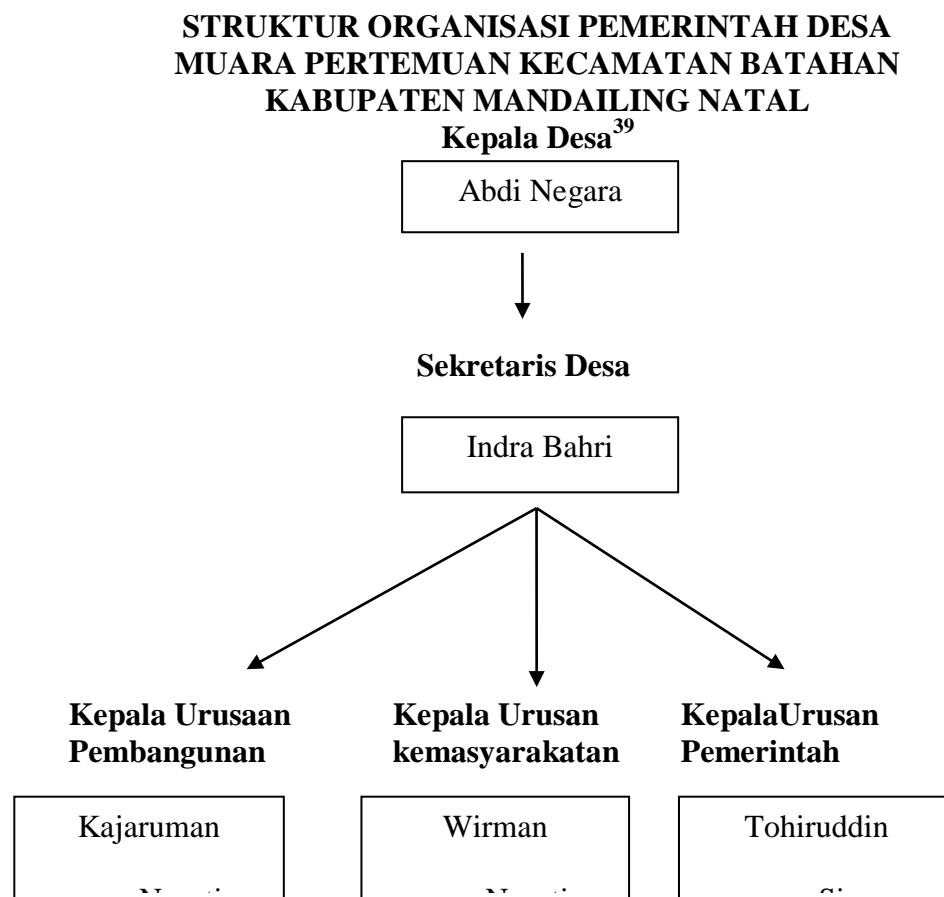 STRUKTUR ORGANISASI PEMERINTAH DESA
MUARA PERTEMUAN KECAMATAN BATAHAN
KABUPATEN MANDAILING NATAL
Kepala Desa39
Abdi Negara
Sekretaris Desa
Indra Bahri
Kepala Urusaan
Pembangunan
Kajaruman
Kepala Urusan
kemasyarakatan
Wirman
KepalaUrusan
Pemerintah
Tohiruddin